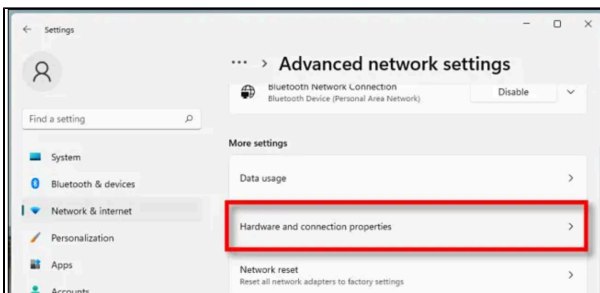 Settings
... > Advanced network settings
Bluetooth Network Connection
Bluetooth Device (Personal Area Network)
Disable
Find a setting
More settings
System
Data usage
Bluetooth & devices
Network & internet
Hardware and connection properties
Personalization
Apps
Network reset
Reset all network adapters to factory settings
Accounts